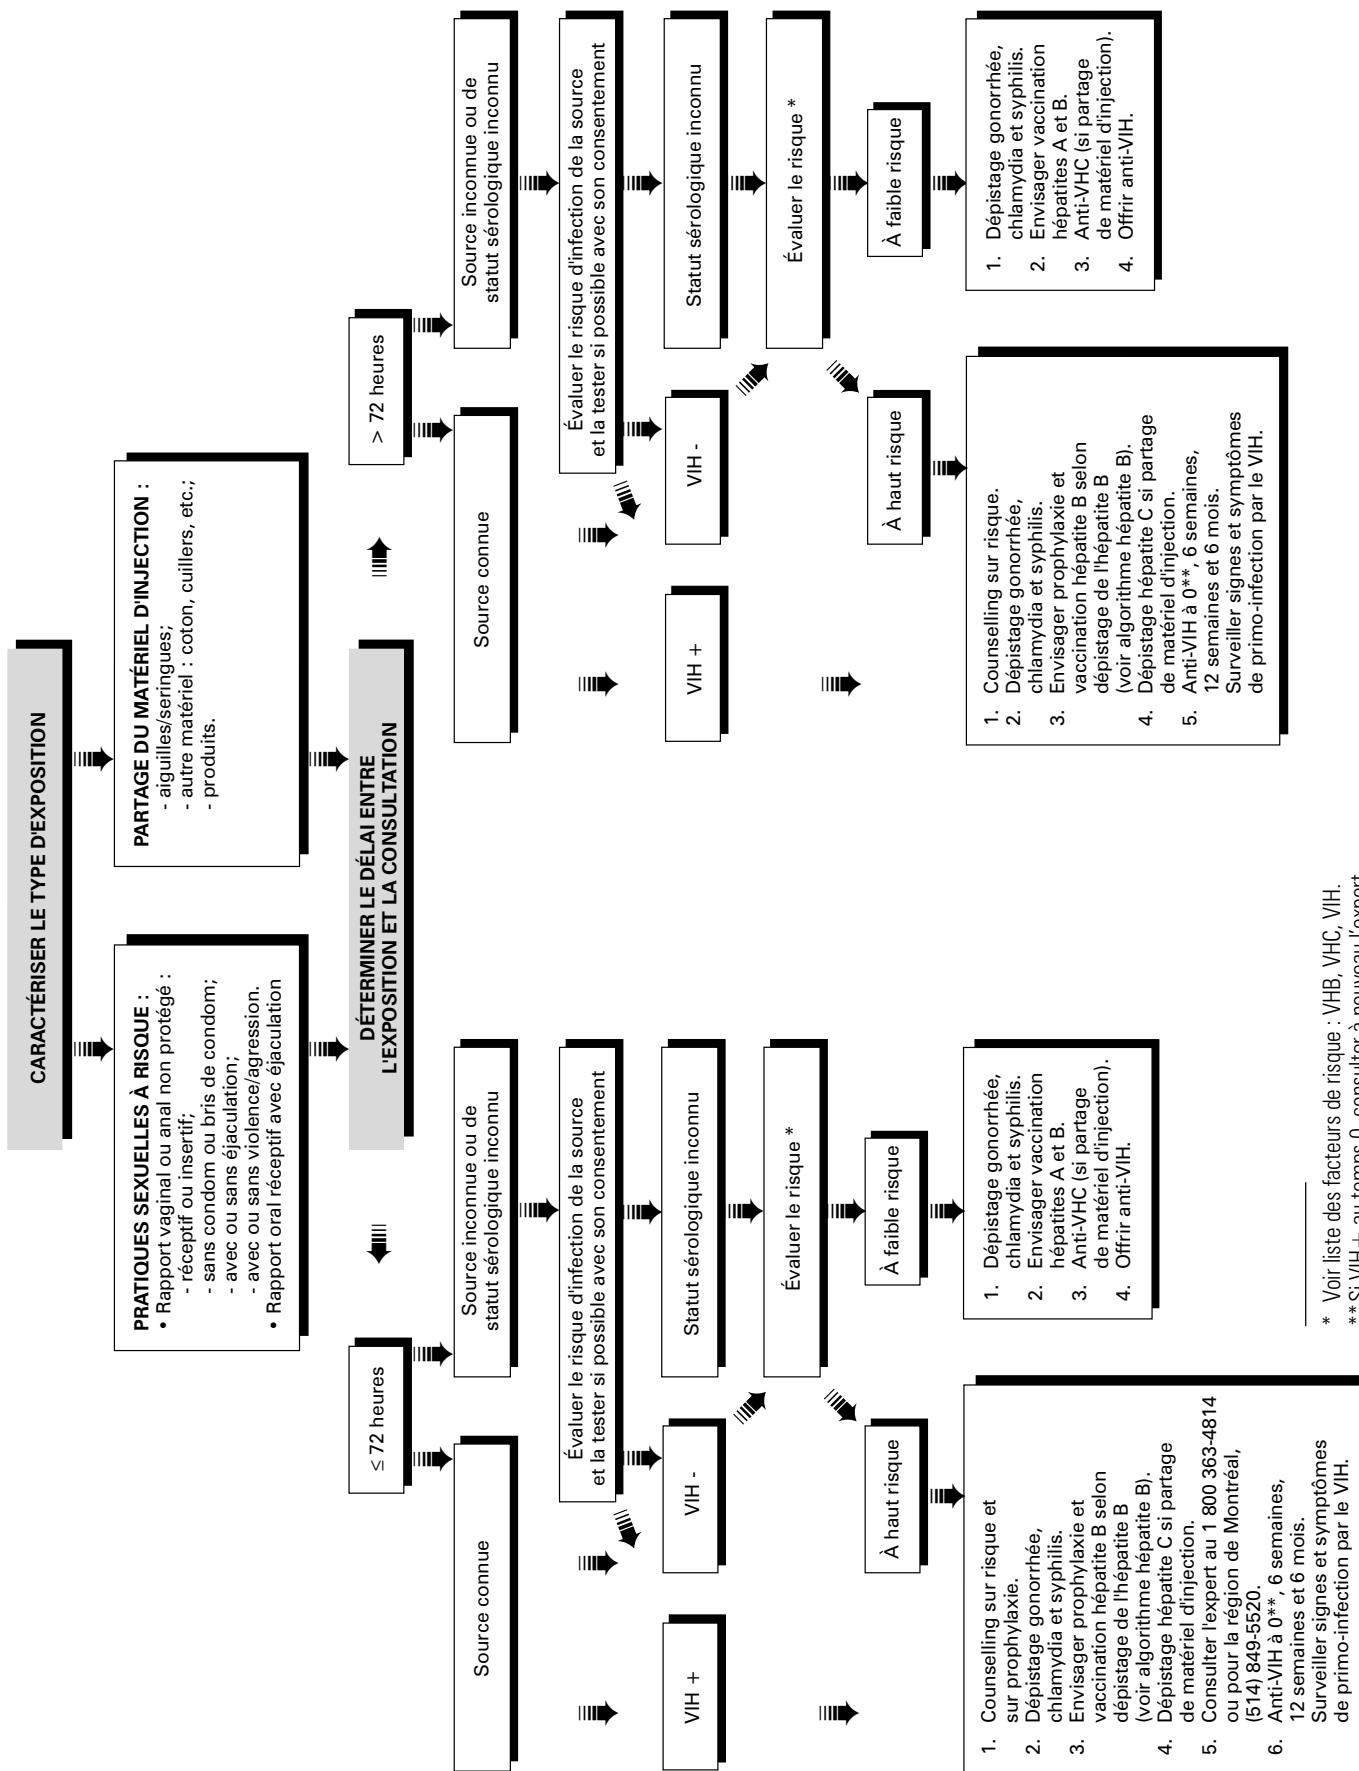 CARACTÉRISER LE TYPE D'EXPOSITION
PRATIQUES SEXUELLES À RISQUE :
• Rapport vaginal ou anal non protégé :
- réceptif ou insertif;
- sans condom ou bris de condom;
- avec ou sans éjaculation;
- avec ou sans violence/agression.
• Rapport oral réceptif avec éjaculation
PARTAGE DU MATÉRIEL D'INJECTION :
- aiguilles/seringues;
- autre matériel : coton, cuillers, etc.;
- produits.
DÉTERMINER LE DÉLAI ENTRE
L'EXPOSITION ET LA CONSULTATION
≤ 72 heures
Source connue
Source inconnue ou de
statut sérologique inconnu
Évaluer le risque d'infection de la source
et la tester si possible avec son consentement
VIH +
VIH -
Statut sérologique inconnu
Évaluer le risque *
À haut risque
À faible risque
1. Counselling sur risque et
sur prophylaxie.
2. Dépistage gonorrhée,
chlamydia et syphilis.
3. Envisager prophylaxie et
vaccination hépatite B selon
dépistage de l'hépatite B
(voir algorithme hépatite B).
4. Dépistage hépatite C si partage
de matériel d'injection.
5. Consulter l'expert au 1 800 363-4814
ou pour la région de Montréal,
(514) 849-5520.
6. Anti-VIH à 0**, 6 semaines,
12 semaines et 6 mois.
Surveiller signes et symptômes
de primo-infection par le VIH.
1. Dépistage gonorrhée,
chlamydia et syphilis.
2. Envisager vaccination
hépatites A et B.
3. Anti-VHC (si partage
de matériel d'injection).
4. Offrir anti-VIH.
> 72 heures
Source connue
Source inconnue ou de
statut sérologique inconnu
Évaluer le risque d'infection de la source
et la tester si possible avec son consentement
VIH +
VIH -
Statut sérologique inconnu
Évaluer le risque *
À haut risque
À faible risque
1. Counselling sur risque.
2. Dépistage gonorrhée,
chlamydia et syphilis.
3. Envisager prophylaxie et
vaccination hépatite B selon
dépistage de l'hépatite B
(voir algorithme hépatite B).
4. Dépistage hépatite C si partage
de matériel d'injection.
5. Anti-VIH à 0**, 6 semaines,
12 semaines et 6 mois.
Surveiller signes et symptômes
de primo-infection par le VIH.
1. Dépistage gonorrhée,
chlamydia et syphilis.
2. Envisager vaccination
hépatites A et B.
3. Anti-VHC (si partage
de matériel d'injection).
4. Offrir anti-VIH.
* Voir liste des facteurs de risque : VHB, VHC, VIH.
** Si VIH + au temps 0, consulter à nouveau l'expert